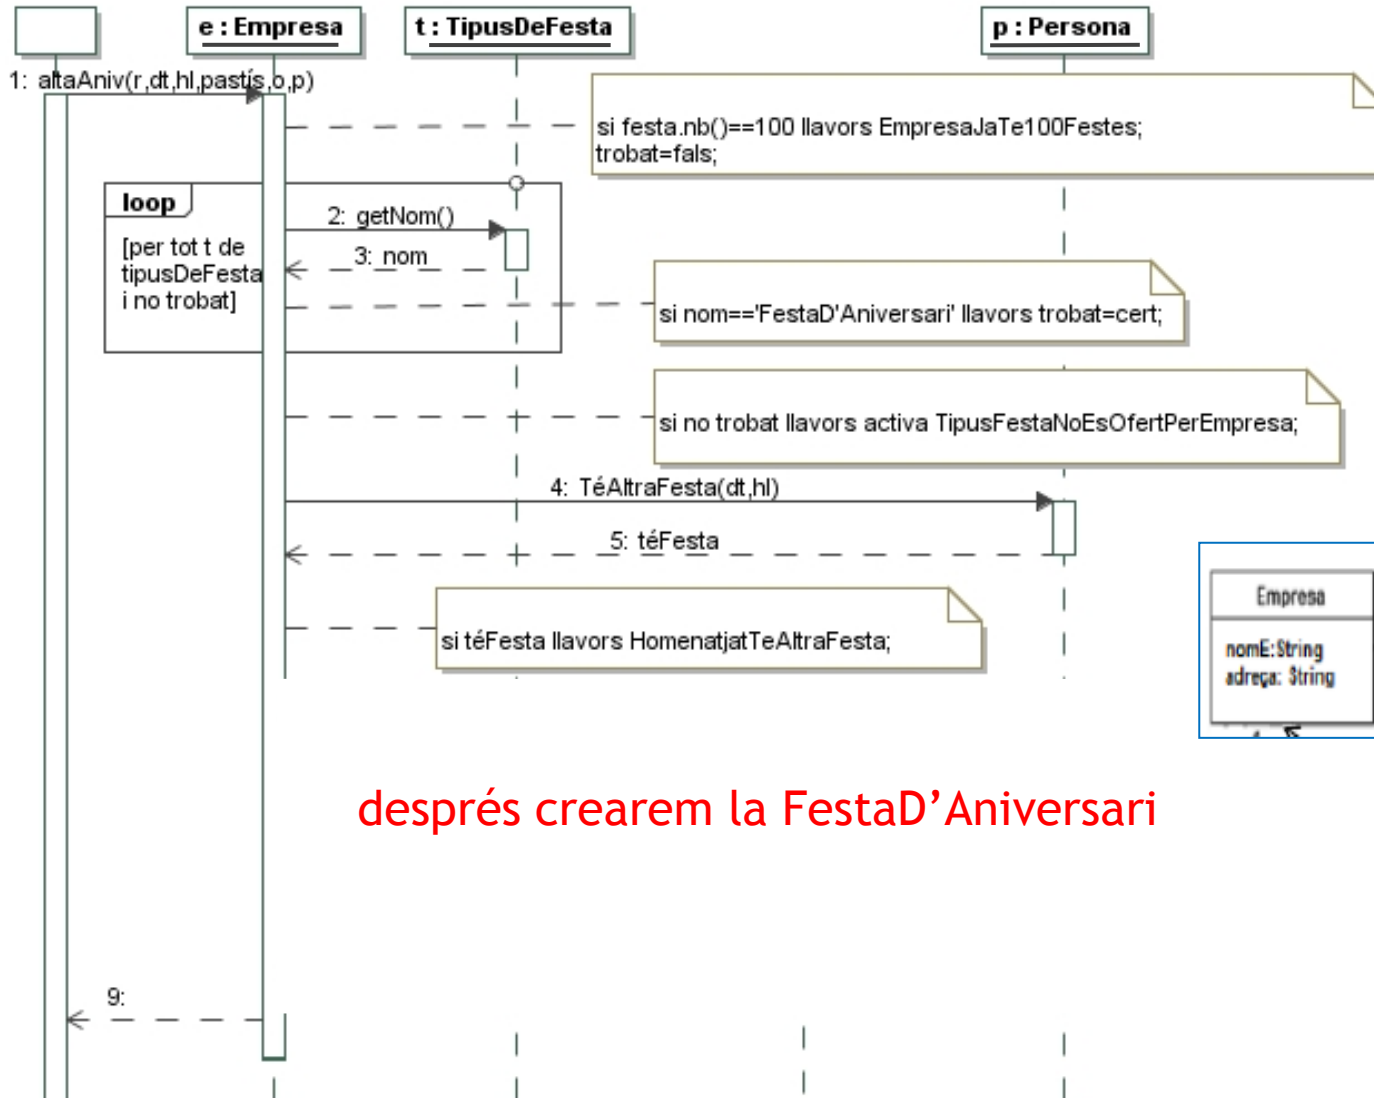 e : Empresa
t : TipusDeFesta
p : Persona
1: altaAniv(r,dt,hl,pastís,o,p)
si festa.nb()==100 llavors EmpresaJaTe100Festes;
trobat=fals;
loop
[per tot t de
tipusDeFesta
i no trobat]
2: getNom()
3: nom
si nom=='FestaD'Aniversari' llavors trobat=cert;
si no trobat llavors activa TipusFestaNoEsOfertPerEmpresa;
4: TéAltraFesta(dt,hl)
5: téFesta
si téFesta llavors HomenatjatTeAltraFesta;
Empresa
nomE:String
adreça: String
després crearem la FestaD’Aniversari
9: